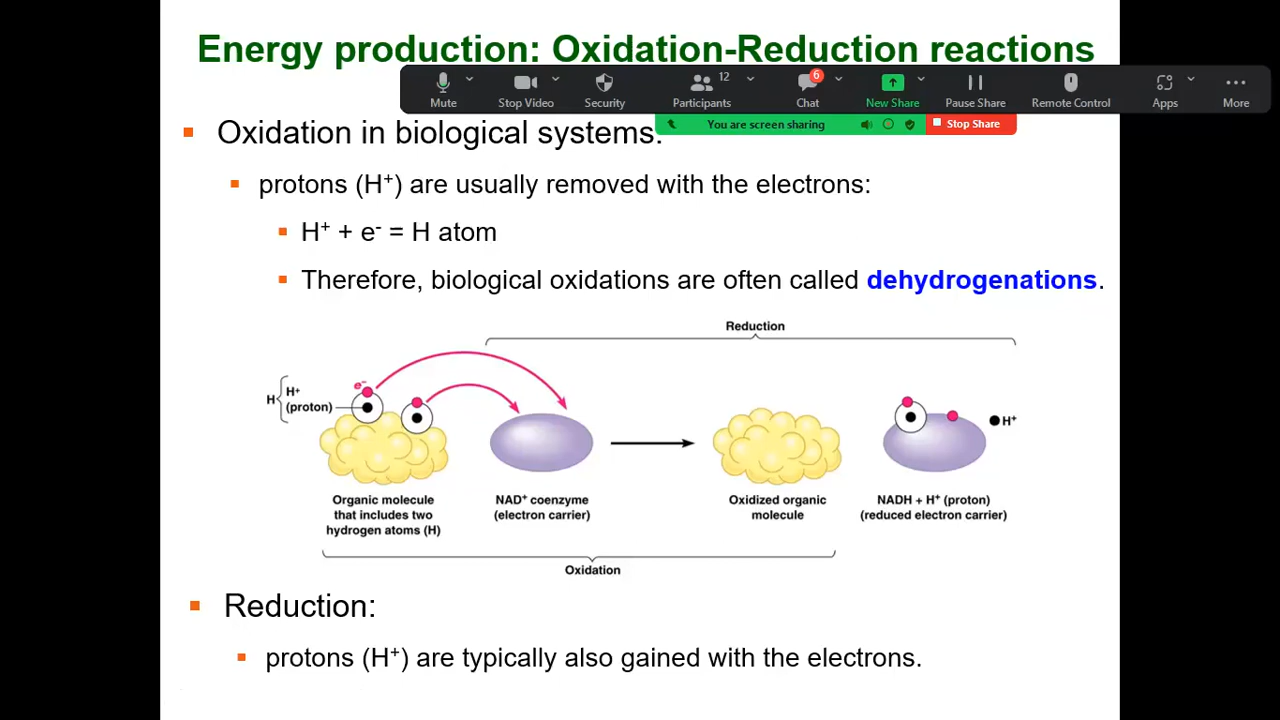 Energy production: Oxidation-Reduction reactions
Mute
Stop Video
Security
12
Participants
6
Chat
New Share
Pause Share
Remote Control
Apps
More
You are screen sharing
Stop Share
Oxidation in biological systems:
protons (H⁺) are usually removed with the electrons:
H⁺ + e⁻ = H atom
Therefore, biological oxidations are often called dehydrogenations.
Reduction
e⁻
H
H⁺
(proton)
H⁺
Organic molecule
that includes two
hydrogen atoms (H)
NAD⁺ coenzyme
(electron carrier)
Oxidized organic
molecule
NADH + H⁺ (proton)
(reduced electron carrier)
Oxidation
Reduction:
protons (H⁺) are typically also gained with the electrons.